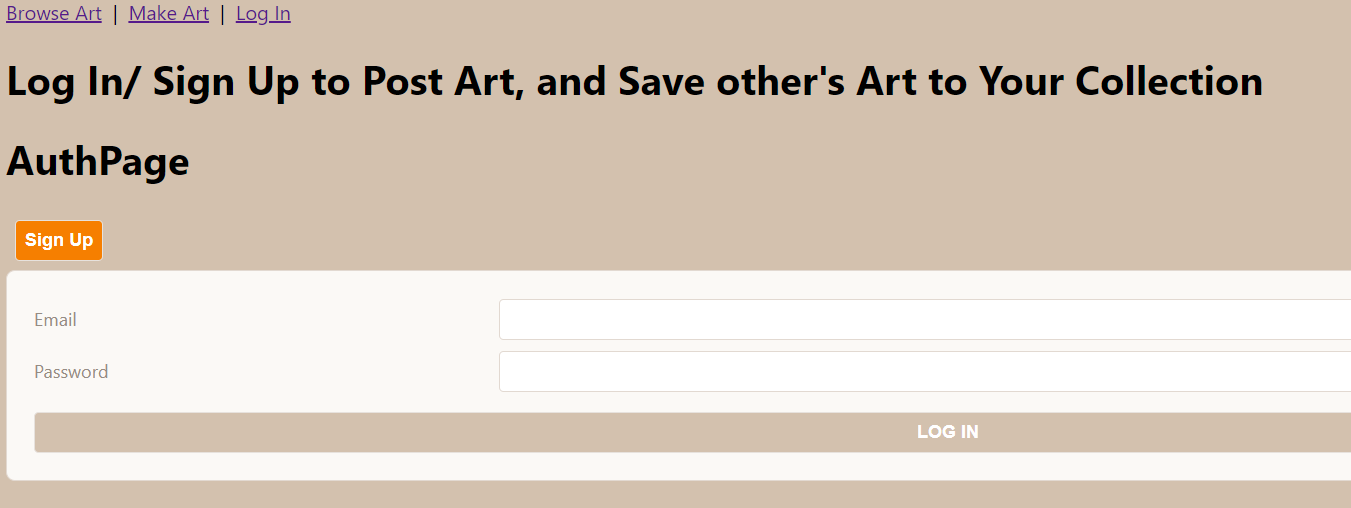 Browse Art | Make Art | Log In
Log In/ Sign Up to Post Art, and Save other's Art to Your Collection
AuthPage
Sign Up
Email
Password
LOG IN